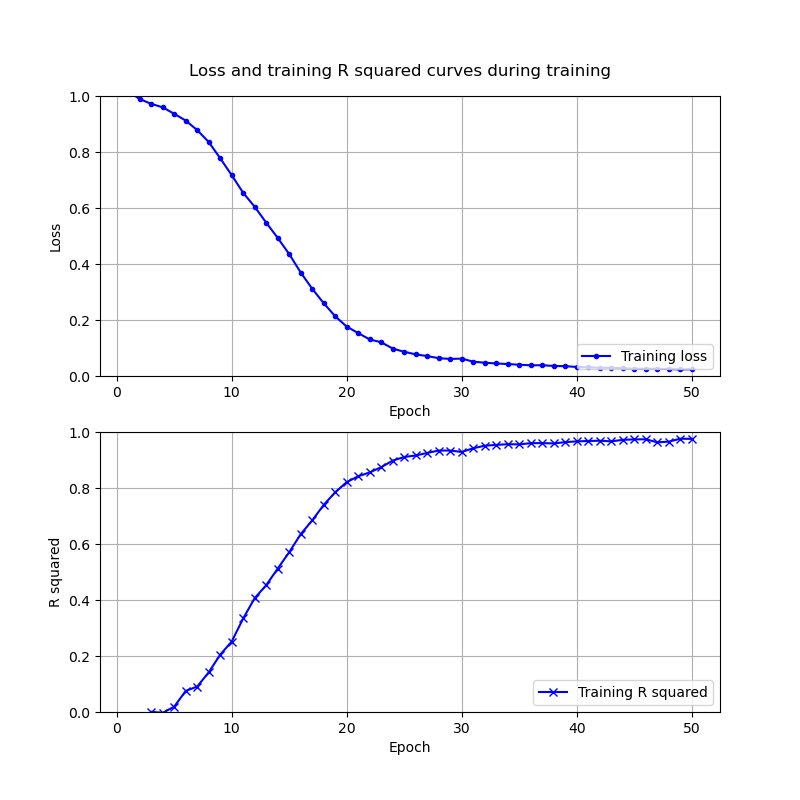 Loss and training R squared curves during training
1.0
0.8
0.6
0.4
0.2
0.0
Loss
Training loss
0 10 20 30 40 50
Epoch
1.0
0.8
0.6
0.4
0.2
0.0
R squared
Training R squared
0 10 20 30 40 50
Epoch